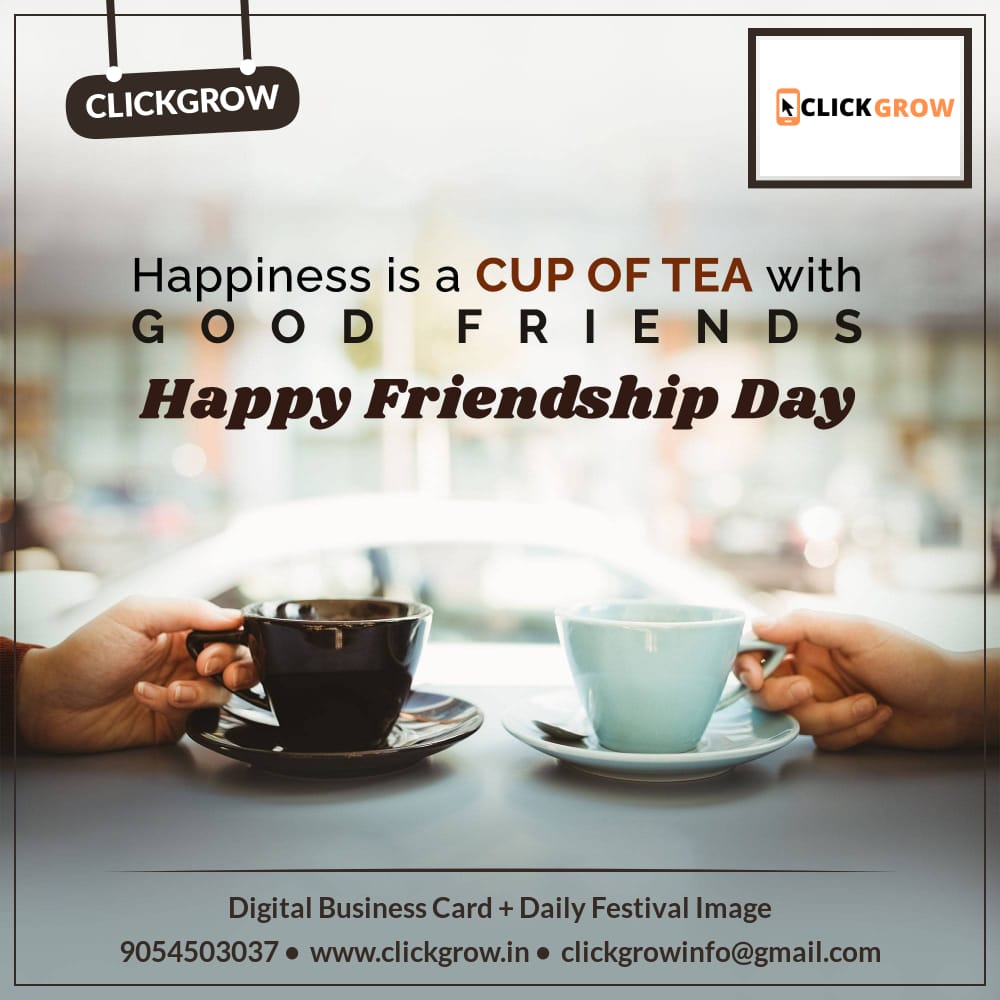 CLICKGROW
CLICKGROW
Happiness is a CUP OF TEA with
GOOD FRIENDS
Happy Friendship Day
Digital Business Card + Daily Festival Image
9054503037 ● www.clickgrow.in ● clickgrowinfo@gmail.com